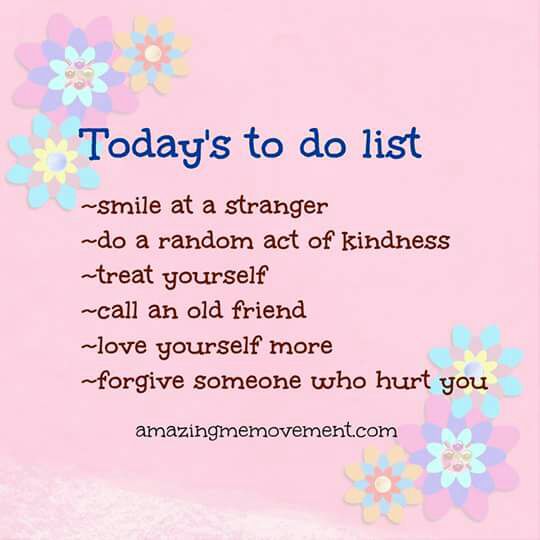 Today's to do list
~smile at a stranger
~do a random act of kindness
~treat yourself
~call an old friend
~love yourself more
~forgive someone who hurt you
amazingmemovement.com